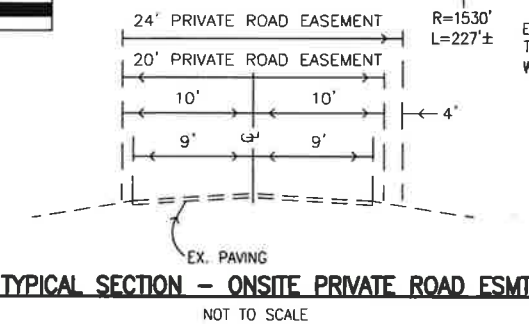 24' PRIVATE ROAD EASEMENT
R=1530'
L=227'±
E
T
W
20' PRIVATE ROAD EASEMENT
10' 10' 4'
9' ℄ 9'
EX. PAVING
TYPICAL SECTION – ONSITE PRIVATE ROAD ESMT
NOT TO SCALE